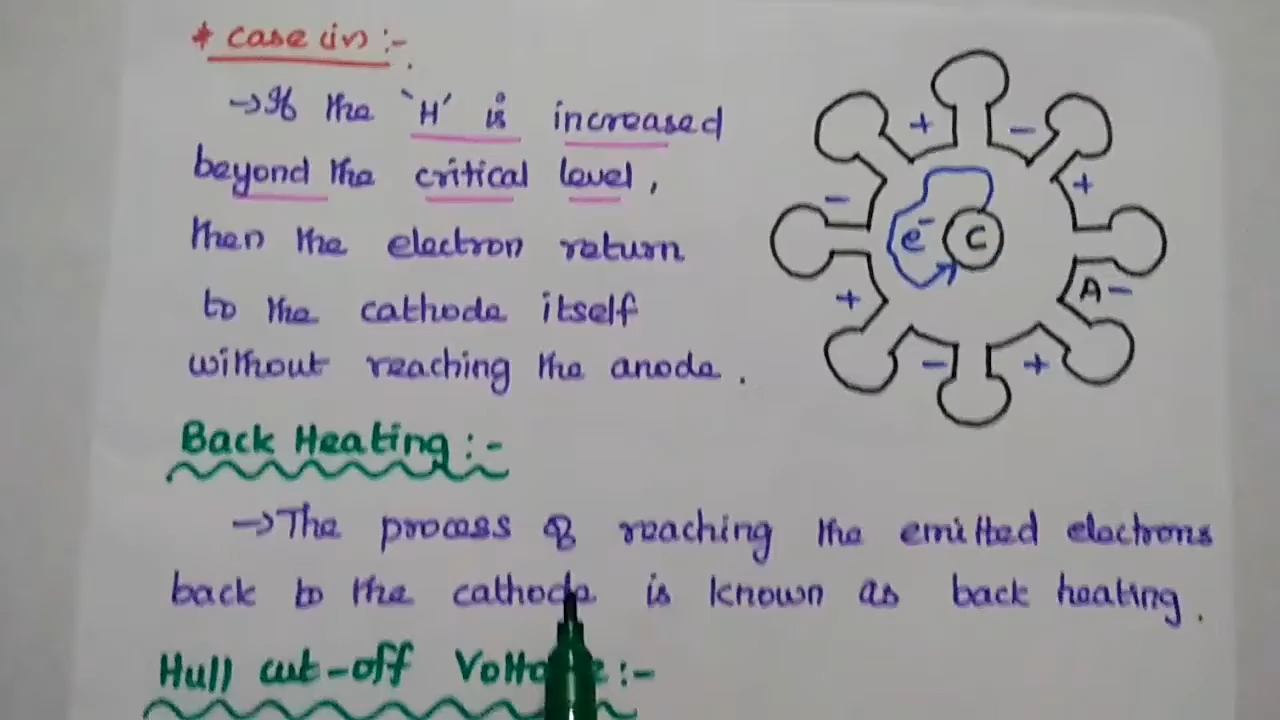 * Case (iv) :-
→ If the 'H' is increased
beyond the critical level,
then the electron return
to the cathode itself
without reaching the anode.
+ - + - + - + -
e⁻ C A
Back Heating :-
→ The process of reaching the emitted electrons
back to the cathode is known as back heating.
Hull cut-off :-